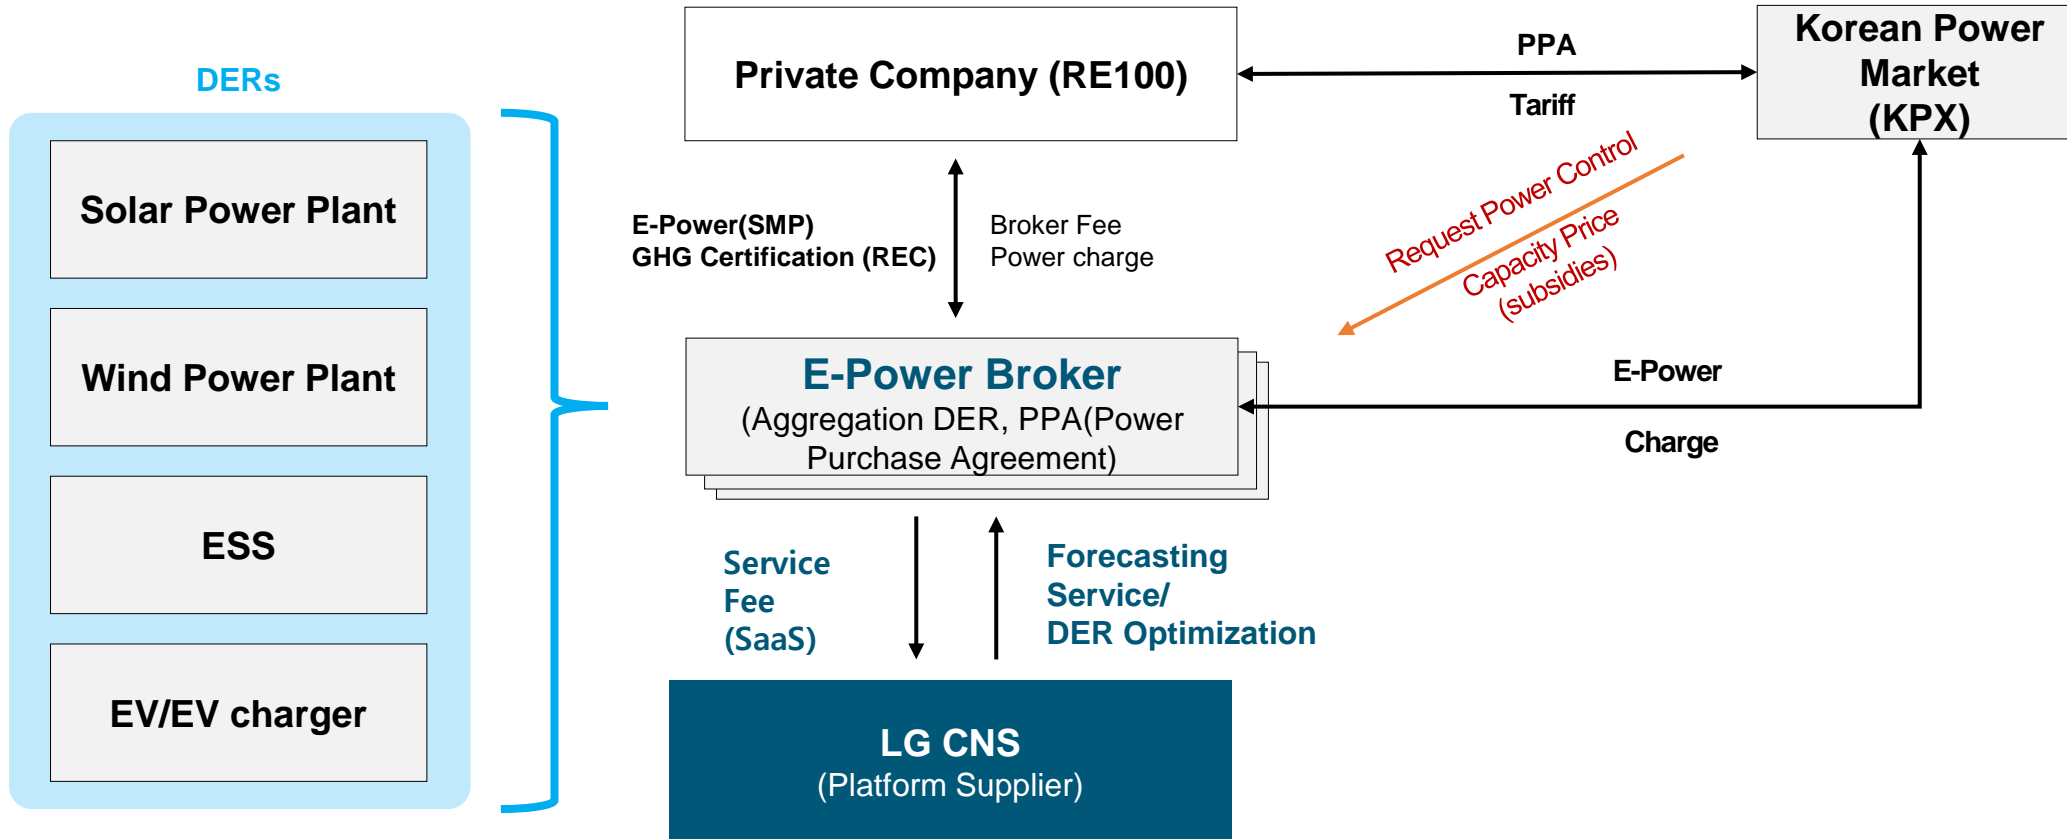 DERs
Solar Power Plant
Wind Power Plant
ESS
EV/EV charger
Private Company (RE100)
PPA
Tariff
Korean Power
Market
(KPX)
E-Power(SMP)
GHG Certification (REC)
Broker Fee
Power charge
Request Power Control
Capacity Price
(subsidies)
E-Power Broker
(Aggregation DER, PPA(Power
Purchase Agreement)
E-Power
Charge
Service
Fee
(SaaS)
Forecasting
Service/
DER Optimization
LG CNS
(Platform Supplier)